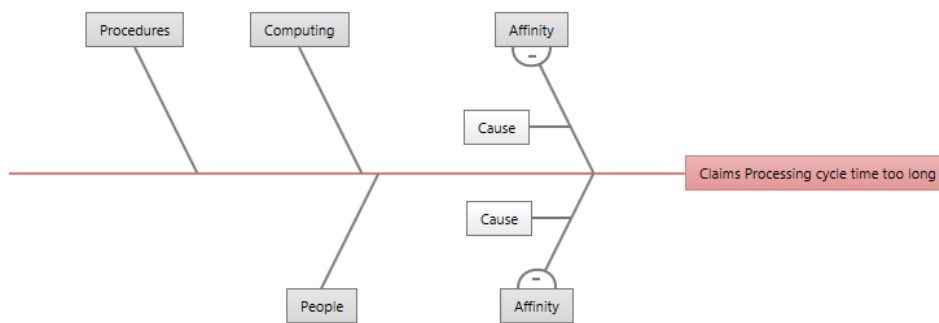 Procedures
Computing
Affinity
Cause
Claims Processing cycle time too long
Cause
People
Affinity